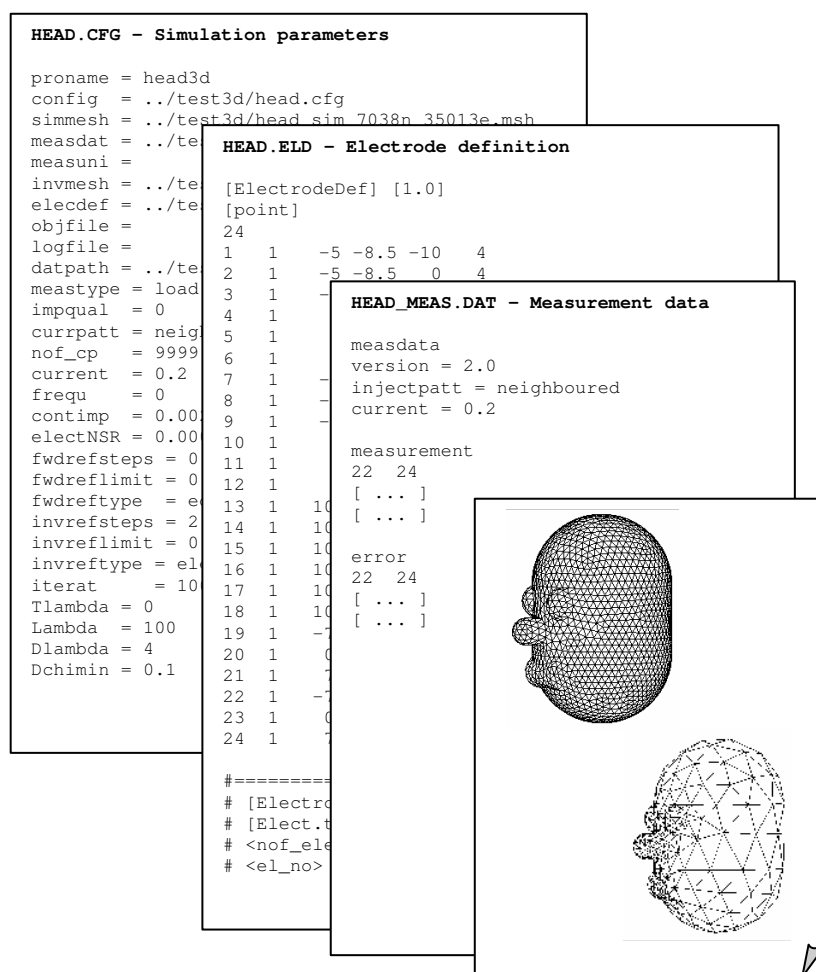 HEAD.CFG – Simulation parameters
proname = head3d
config = ../test3d/head.cfg
simmesh = ../test3d/head_sim_7038n_35013e.msh
measdat = ../te
measuni =
invmesh = ../te
elecdef = ../te
objfile =
logfile =
datpath = ../te
meastype = load
impqual = 0
currpatt = neig
nof_cp = 9999
current = 0.2
frequ = 0
contimp = 0.00
electNSR = 0.00
fwdrefsteps = 0
fwdreflimit = 0
fwdreftype = e
invrefsteps = 2
invreflimit = 0
invreftype = el
iterat = 10
Tlambda = 0
Lambda = 100
Dlambda = 4
Dchimin = 0.1
HEAD.ELD – Electrode definition
[ElectrodeDef] [1.0]
[point]
24
1 1 -5 -8.5 -10 4
2 1 -5 -8.5 0 4
3 1 -
4 1
5 1
6 1
7 1 -
8 1 -
9 1 -
10 1
11 1
12 1
13 1 10
14 1 10
15 1 10
16 1 10
17 1 10
18 1 10
19 1 -7
20 1 0
21 1 7
22 1 -7
23 1 0
24 1 7
#==========
# [Electro
# [Elect.t
# <nof_ele
# <el_no>
HEAD_MEAS.DAT – Measurement data
measdata
version = 2.0
injectpatt = neighboured
current = 0.2
measurement
22 24
[ ... ]
[ ... ]
error
22 24
[ ... ]
[ ... ]